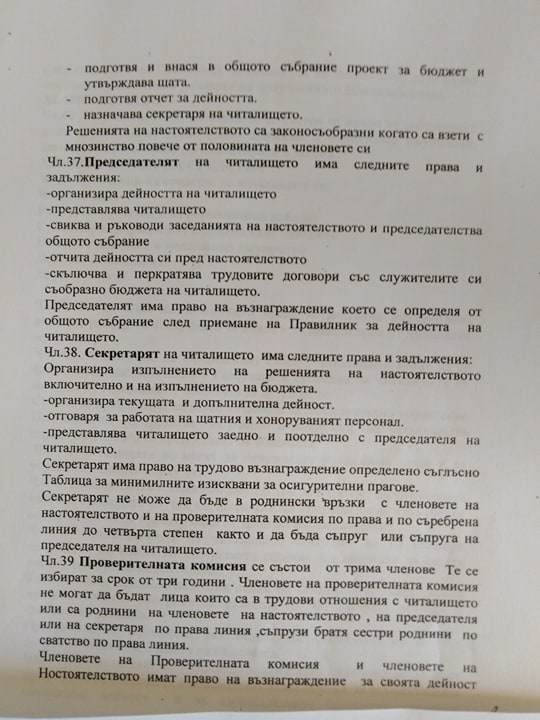 - подготвя и внася в общото събрание проект за бюджет и
утвърждава щата.
- подготвя отчет за дейността.
- назначава секретаря на читалището.
Решенията на настоятелството са законосъобразни когато са взети с
мнозинство повече от половината на членовете си
Чл.37.Председателят на читалището има следните права и
задължения:
-организира дейността на читалището
-представлява читалището
-свиква и ръководи заседанията на настоятелството и председателства
общото събрание
-отчита дейността си пред настоятелството
-сключва и перкратява трудовите договори със служителите си
съобразно бюджета на читалището.
Председателят има право на възнаграждение което се определя от
общото събрание след приемане на Правилник за дейността на
читалището.
Чл.38. Секретарят на читалището има следните права и задължения:
Организира изпълнението на решенията на настоятелството
включително и на изпълнението на бюджета.
-организира текущата и допълнителна дейност.
-отговаря за работата на щатния и хоноруваният персонал.
-представлява читалището заедно и поотделно с председателя на
читалището.
Секретарят има право на трудово възнаграждение определено съглъсно
Таблица за минимилните изисквани за осигурителни прагове.
Секретарят не може да бъде в роднински връзки с членовете на
настоятелството и на проверителната комисия по права и по съребрена
линия до четвърта степен както и да бъда съпруг или съпруга на
председателя на читалището.
Чл.39 Проверителната комисия се състои от трима членове Те се
избират за срок от три години . Членовете на проверителната комисия
не могат да бъдат лица които са в трудови отношения с читалището
или са роднини на членовете на настоятелството , на председателя
или на секретаря по права линия ,съпрузи братя сестри роднини по
сватство по права линия.
Членовете на Проверителната комисия и членовете на
Ностоятелството имат право на възнаграждение за своята дейност